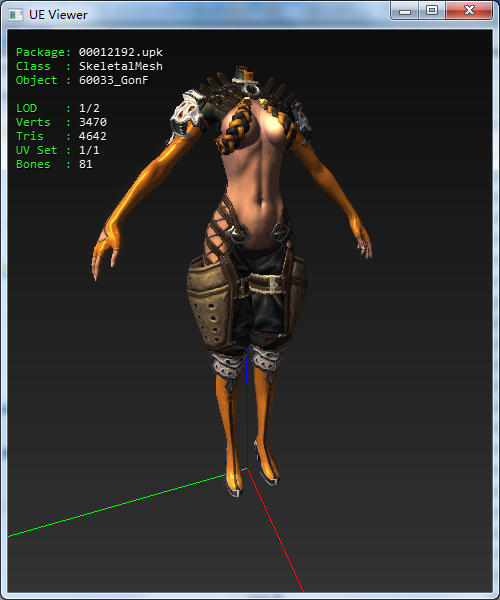 UE Viewer
Package: 00012192.upk
Class : SkeletalMesh
Object : 60033_GonF
LOD : 1/2
Verts : 3470
Tris : 4642
UV Set : 1/1
Bones : 81